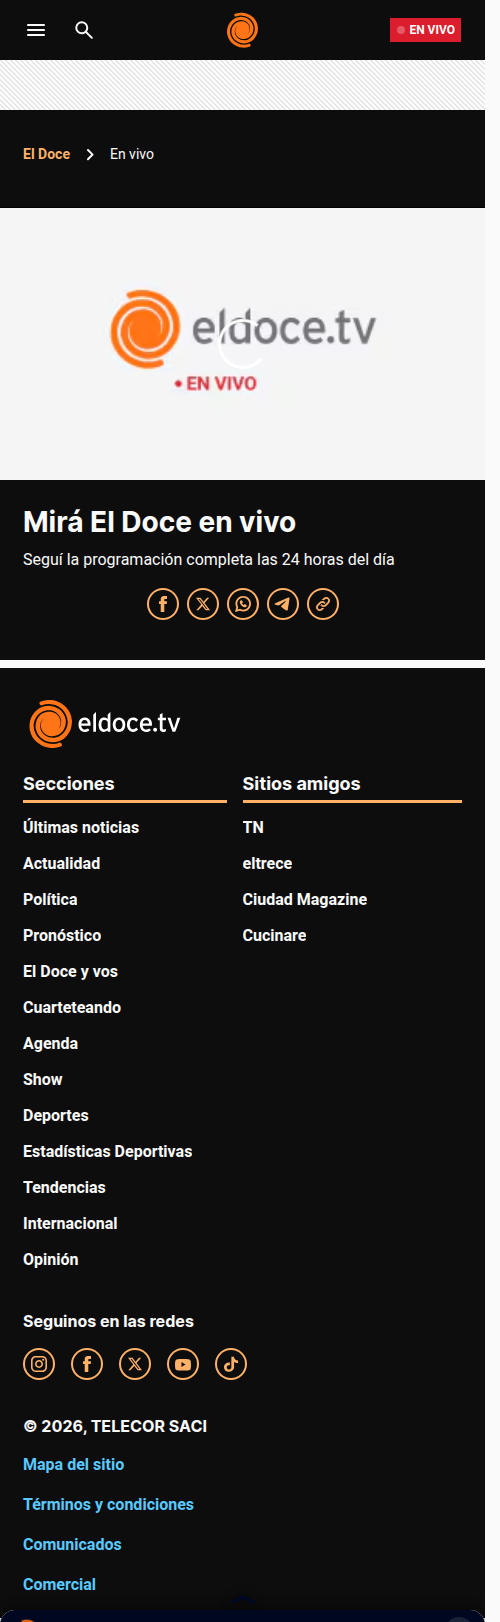 EN VIVO
El Doce > En vivo
eldoce.tv
• EN VIVO
Mirá El Doce en vivo
Seguí la programación completa las 24 horas del día
eldoce.tv
Secciones
Últimas noticias
Actualidad
Política
Pronóstico
El Doce y vos
Cuarteteando
Agenda
Show
Deportes
Estadísticas Deportivas
Tendencias
Internacional
Opinión
Sitios amigos
TN
eltrece
Ciudad Magazine
Cucinare
Seguinos en las redes
© 2026, TELECOR SACI
Mapa del sitio
Términos y condiciones
Comunicados
Comercial